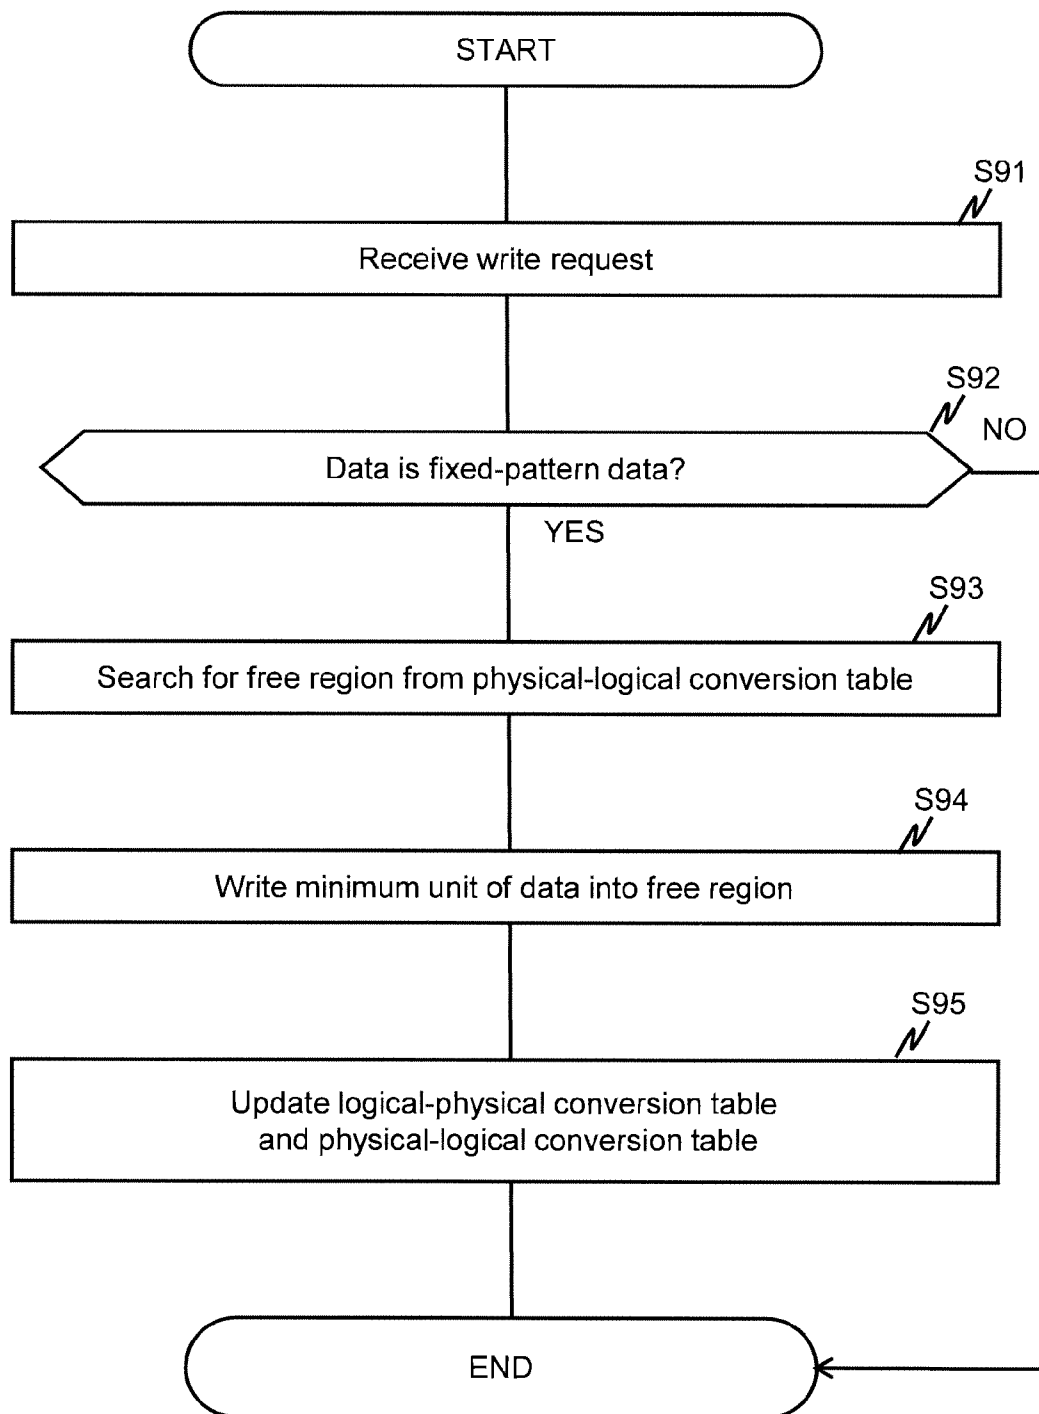 START
S91
Receive write request
S92
NO
Data is fixed-pattern data?
YES
S93
Search for free region from physical-logical conversion table
S94
Write minimum unit of data into free region
S95
Update logical-physical conversion table
and physical-logical conversion table
END